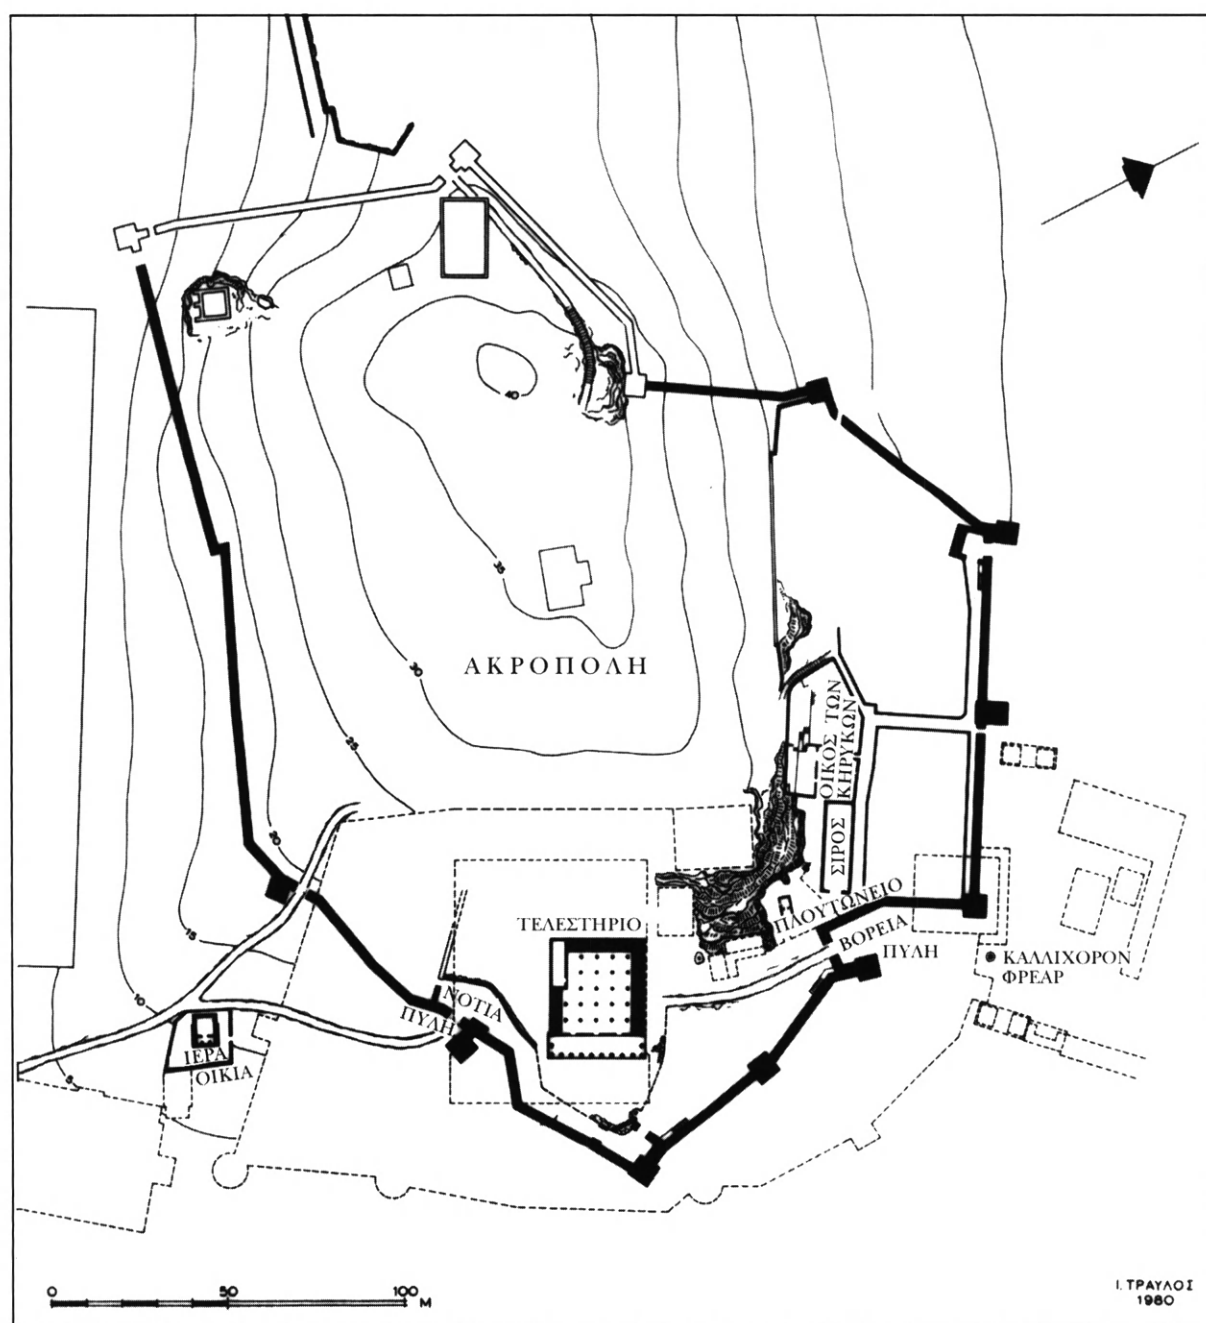 40
35
ΑΚΡΟΠΟΛΗ
30
25
20
15
10
5
ΟΙΚΟΣ ΤΩΝ
ΚΗΡΥΚΩΝ
ΣΙΡΟΣ
ΠΛΟΥΤΩΝΕΙΟ
ΤΕΛΕΣΤΗΡΙΟ
ΒΟΡΕΙΑ
ΠΥΛΗ
ΚΑΛΛΙΧΟΡΟΝ
ΦΡΕΑΡ
ΝΟΤΙΑ
ΠΥΛΗ
ΙΕΡΑ
ΟΙΚΙΑ
0 50 100 Μ
Ι. ΤΡΑΥΛΟΣ
1980